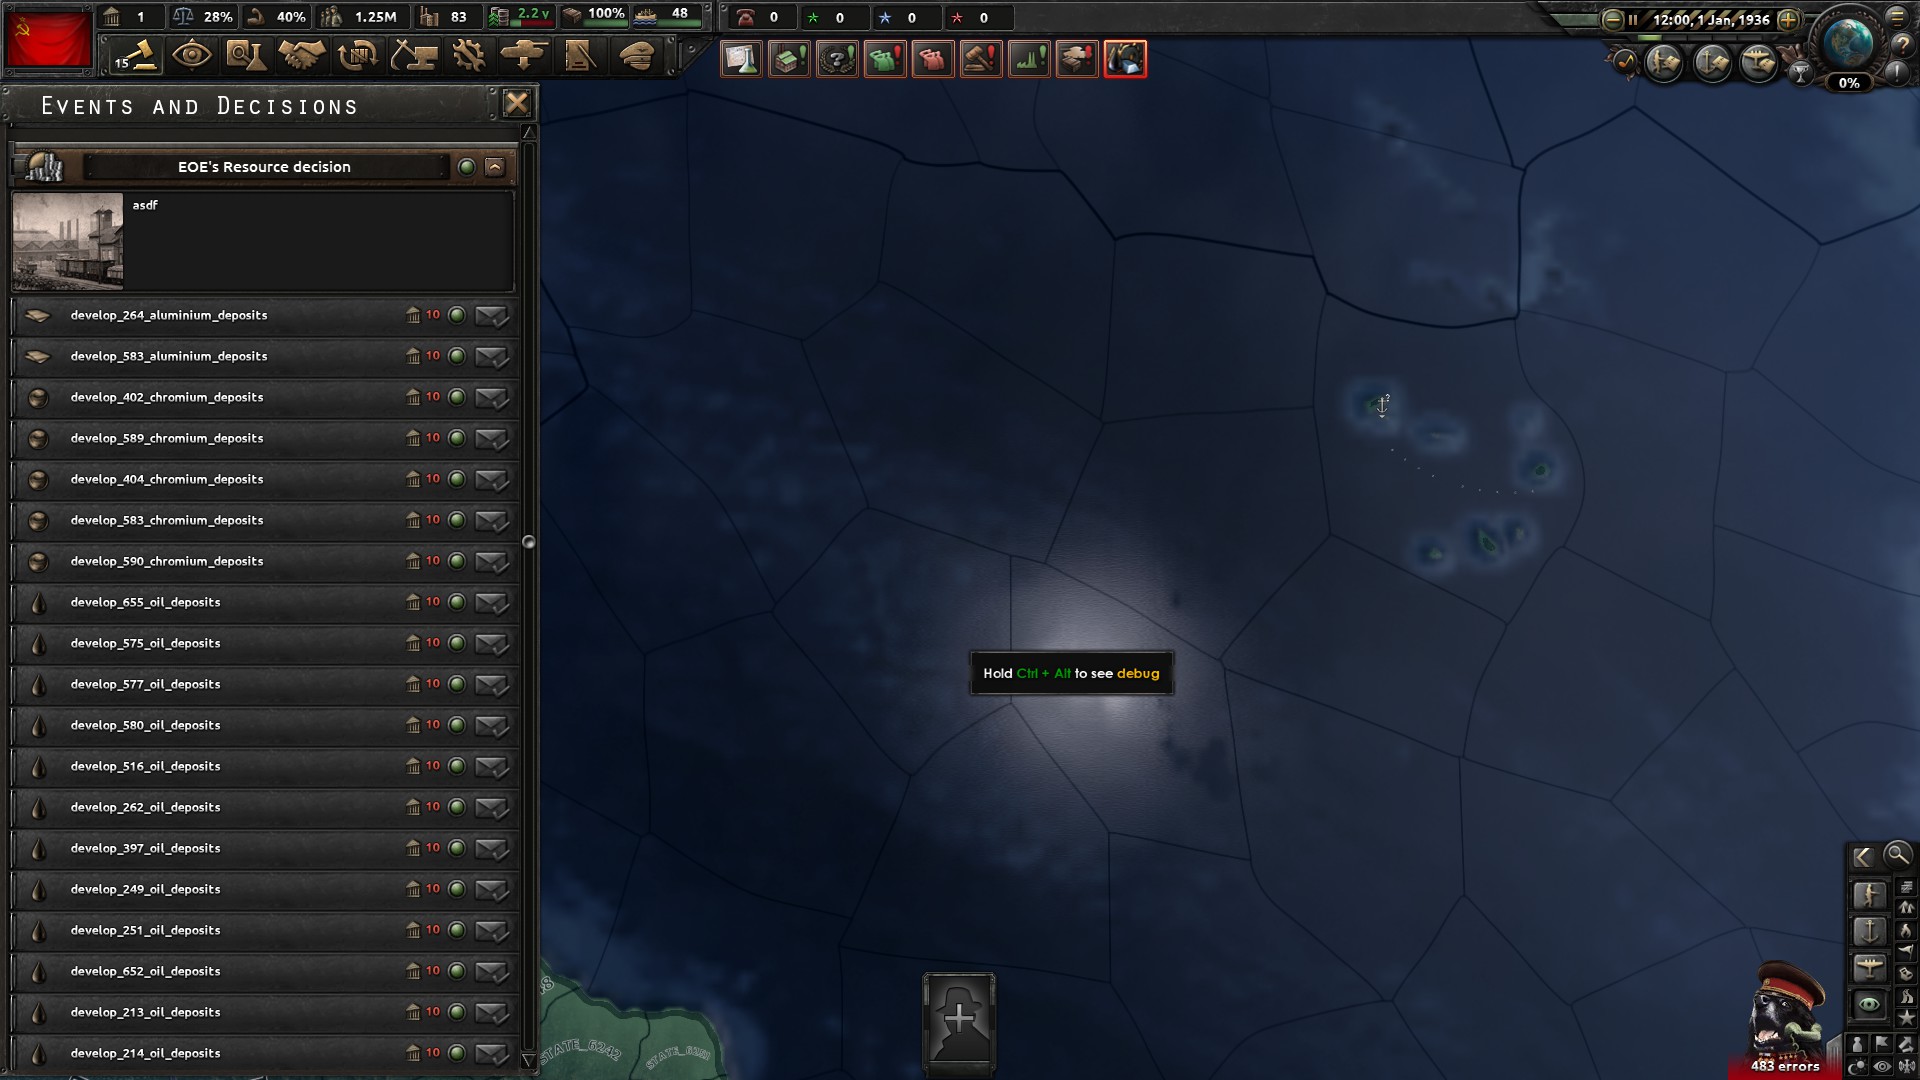 1 28% 40% 1.25M 83 2.2 v 100% 48 0 0 0 0 12:00, 1 Jan, 1936
15
0%
Events and Decisions
EOE's Resource decision
asdf
develop_264_aluminium_deposits 10
develop_583_aluminium_deposits 10
develop_402_chromium_deposits 10
develop_589_chromium_deposits 10
develop_404_chromium_deposits 10
develop_583_chromium_deposits 10
develop_590_chromium_deposits 10
develop_655_oil_deposits 10
develop_575_oil_deposits 10
develop_577_oil_deposits 10
develop_580_oil_deposits 10
develop_516_oil_deposits 10
develop_262_oil_deposits 10
develop_397_oil_deposits 10
develop_249_oil_deposits 10
develop_251_oil_deposits 10
develop_652_oil_deposits 10
develop_213_oil_deposits 10
develop_214_oil_deposits 10
Hold Ctrl + Alt to see debug
STATE_6242
483 errors